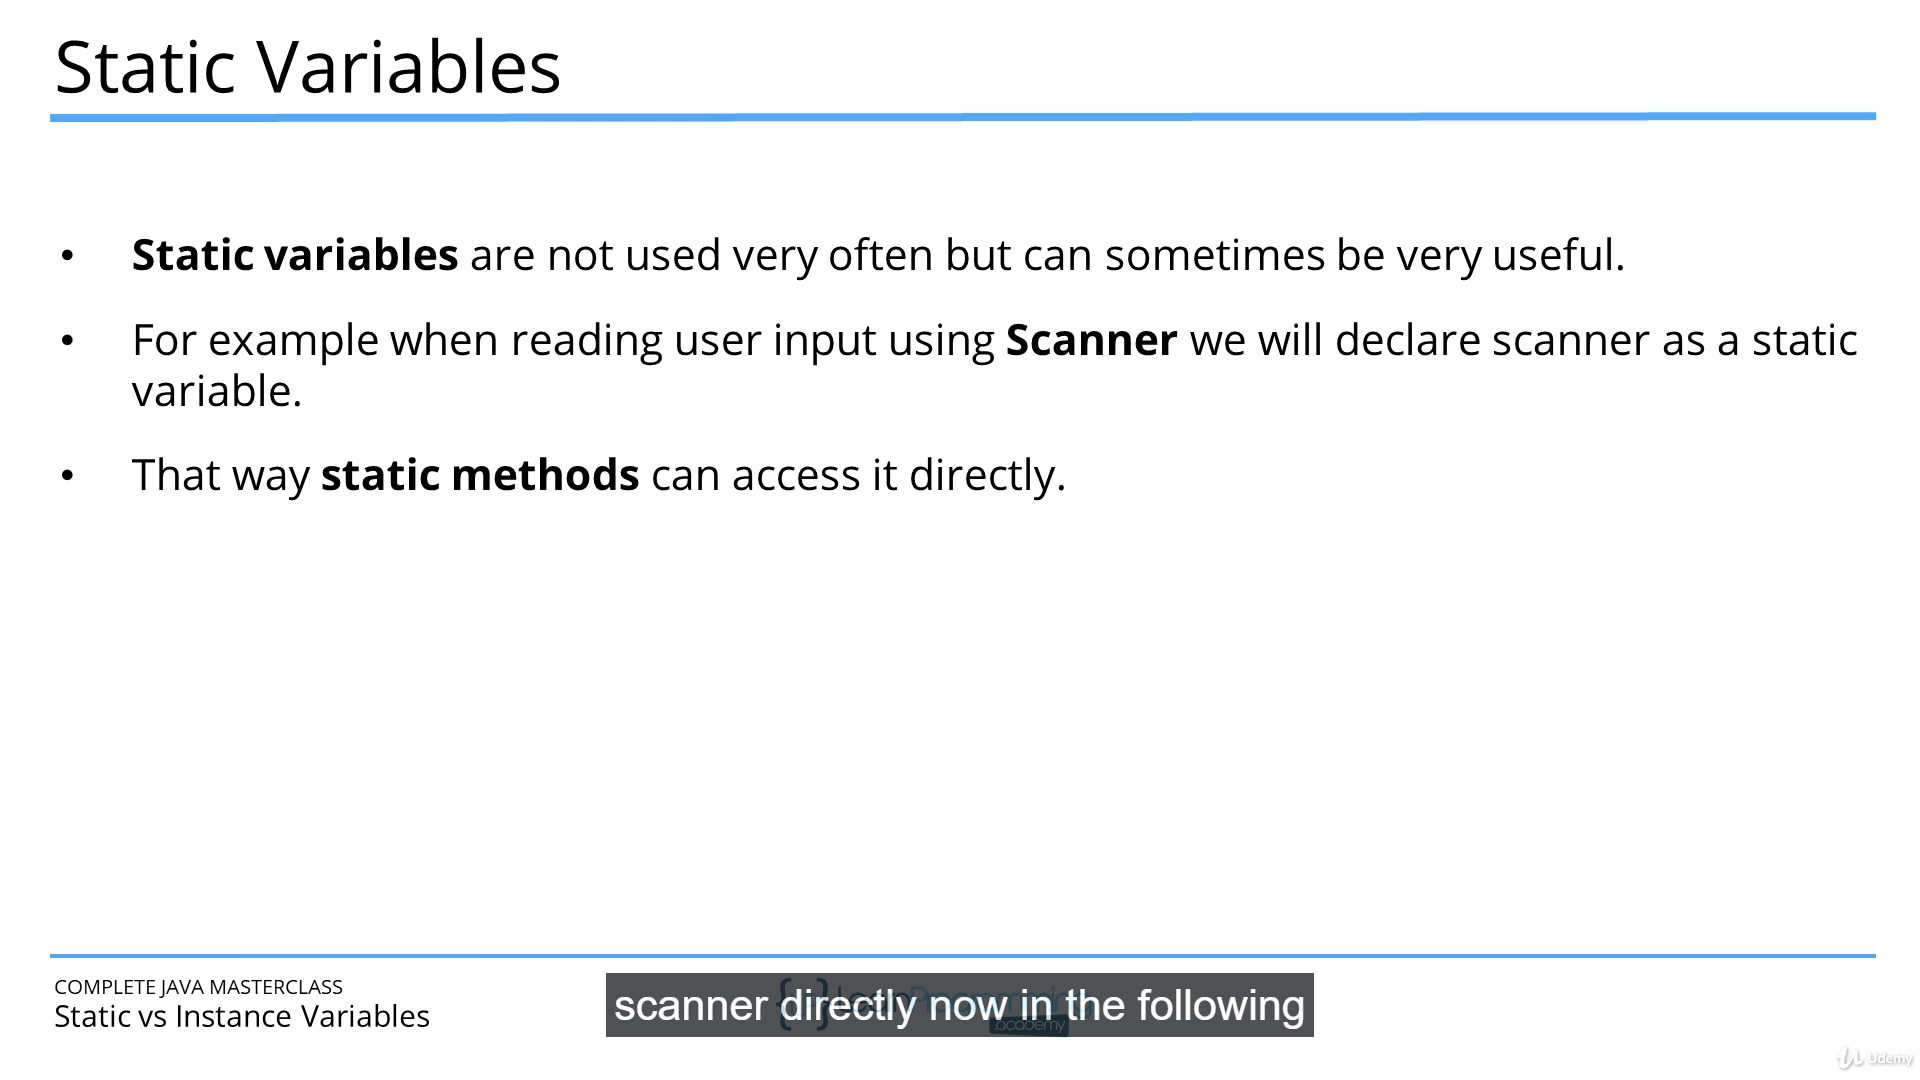 Static Variables
• Static variables are not used very often but can sometimes be very useful.
• For example when reading user input using Scanner we will declare scanner as a static
variable.
• That way static methods can access it directly.
COMPLETE JAVA MASTERCLASS
Static vs Instance Variables
scanner directly now in the following
academy
Udemy